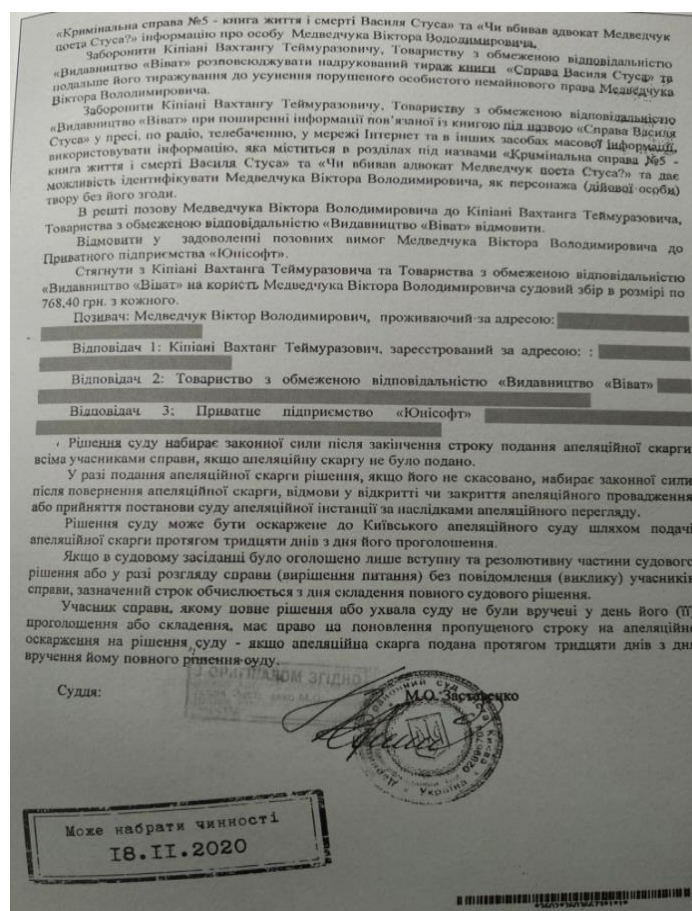 «Кримінальна справа №5 - книга життя і смерті Василя Стуса» та «Чи вбивав адвокат Медведчук
поета Стуса?» інформацію про особу Медведчука Віктора Володимировича.
Заборонити Кіпіані Вахтангу Теймуразовичу, Товариству з обмеженою відповідальністю
«Видавництво «Віват» розповсюджувати надрукований тираж книги «Справа Василя Стуса» та
подальше його тиражування до усунення порушеного особистого немайнового права Медведчука
Віктора Володимировича.
Заборонити Кіпіані Вахтангу Теймуразовичу, Товариству з обмеженою відповідальністю
«Видавництво «Віват» при поширенні інформації пов’язаної із книгою під назвою «Справа Василя
Стуса» у пресі, по радіо, телебаченню, у мережі Інтернет та в інших засобах масової інформації,
використовувати інформацію, яка міститься в розділах під назвами «Кримінальна справа №5 -
книга життя і смерті Василя Стуса» та «Чи вбивав адвокат Медведчук поета Стуса?» та дає
можливість ідентифікувати Медведчука Віктора Володимировича, як персонажа (дійової особи)
твору без його згоди.
В решті позову Медведчука Віктора Володимировича до Кіпіані Вахтанга Теймуразовича,
Товариства з обмеженою відповідальністю «Видавництво «Віват» відмовити.
Відмовити у задоволенні позовних вимог Медведчука Віктора Володимировича до
Приватного підприємства «Юнісофт».
Стягнути з Кіпіані Вахтанга Теймуразовича та Товариства з обмеженою відповідальністю
«Видавництво «Віват» на користь Медведчука Віктора Володимировича судовий збір в розмірі по
768,40 грн. з кожного.
Позивач: Медведчук Віктор Володимирович, проживаючий за адресою:
Відповідач 1: Кіпіані Вахтанг Теймуразович, зареєстрований за адресою: :
Відповідач 2: Товариство з обмеженою відповідальністю «Видавництво «Віват»
Відповідач 3: Приватне підприємство «Юнісофт»
Рішення суду набирає законної сили після закінчення строку подання апеляційної скарги
всіма учасниками справи, якщо апеляційну скаргу не було подано.
У разі подання апеляційної скарги рішення, якщо його не скасовано, набирає законної сили
після повернення апеляційної скарги, відмови у відкритті чи закриття апеляційного провадження
або прийняття постанови суду апеляційної інстанції за наслідками апеляційного перегляду.
Рішення суду може бути оскаржене до Київського апеляційного суду шляхом подачі
апеляційної скарги протягом тридцяти днів з дня його проголошення.
Якщо в судовому засіданні було оголошено лише вступну та резолютивну частини судового
рішення або у разі розгляду справи (вирішення питання) без повідомлення (виклику) учасників
справи, зазначений строк обчислюється з дня складення повного судового рішення.
Учасник справи, якому повне рішення або ухвала суду не були вручені у день його (її)
проголошення або складення, має право на поновлення пропущеного строку на апеляційне
оскарження на рішення суду - якщо апеляційна скарга подана протягом тридцяти днів з дня
вручення йому повного рішення суду.
Суддя: М.О. Заставенко
Може набрати чинності
18.11.2020